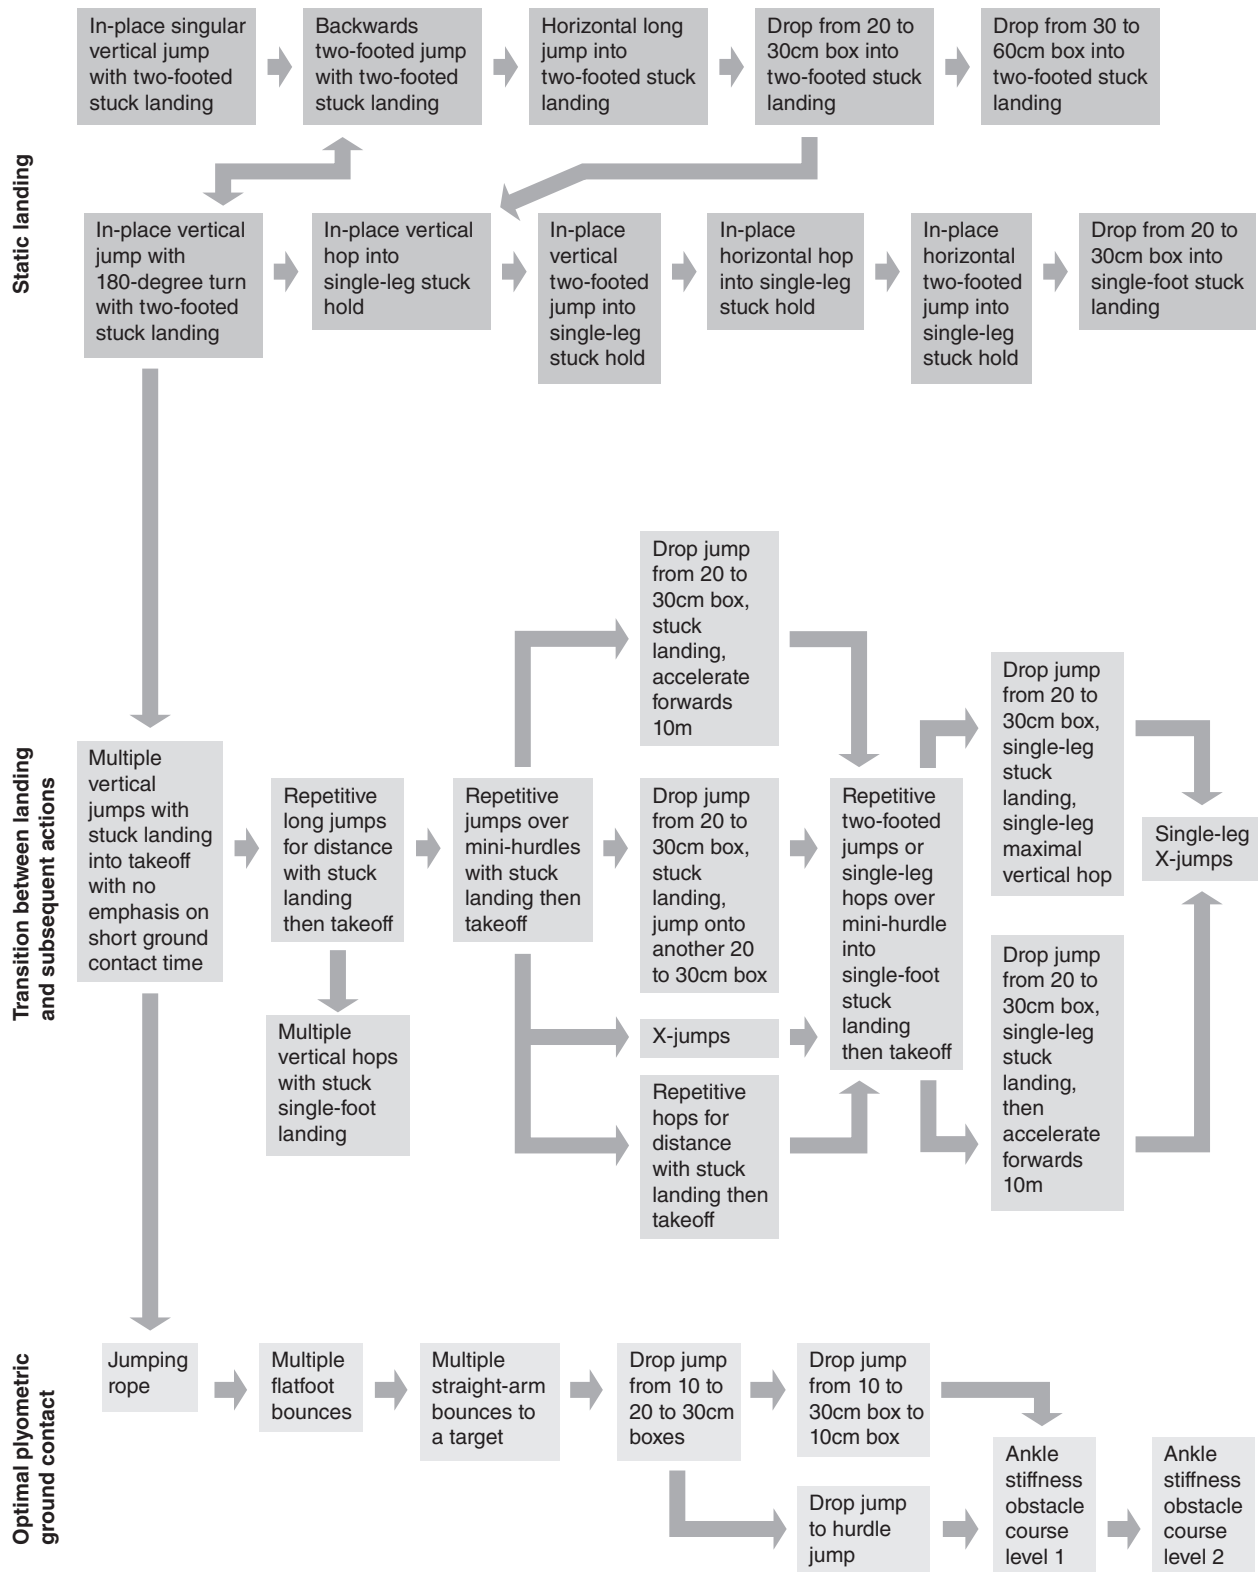 Static landing
In-place singular
vertical jump
with two-footed
stuck landing
Backwards
two-footed jump
with two-footed
stuck landing
Horizontal long
jump into
two-footed stuck
landing
Drop from 20 to
30cm box into
two-footed stuck
landing
Drop from 30 to
60cm box into
two-footed stuck
landing
In-place vertical
jump with
180-degree turn
with two-footed
stuck landing
In-place vertical
hop into
single-leg stuck
hold
In-place
vertical
two-footed
jump into
single-leg
stuck hold
In-place
horizontal hop
into single-leg
stuck hold
In-place
horizontal
two-footed
jump into
single-leg
stuck hold
Drop from 20 to
30cm box into
single-foot stuck
landing
Transition between landing
and subsequent actions
Multiple
vertical
jumps with
stuck landing
into takeoff
with no
emphasis on
short ground
contact time
Repetitive
long jumps
for distance
with stuck
landing
then takeoff
Multiple
vertical hops
with stuck
single-foot
landing
Repetitive
jumps over
mini-hurdles
with stuck
landing then
takeoff
Drop jump
from 20 to
30cm box,
stuck
landing,
accelerate
forwards
10m
Drop jump
from 20 to
30cm box,
stuck
landing,
jump onto
another 20
to 30cm box
X-jumps
Repetitive
hops for
distance
with stuck
landing then
takeoff
Repetitive
two-footed
jumps or
single-leg
hops over
mini-hurdle
into
single-foot
stuck
landing
then takeoff
Drop jump
from 20 to
30cm box,
single-leg
stuck
landing,
single-leg
maximal
vertical hop
Drop jump
from 20 to
30cm box,
single-leg
stuck
landing,
then
accelerate
forwards
10m
Single-leg
X-jumps
Optimal plyometric
ground contact
Jumping
rope
Multiple
flatfoot
bounces
Multiple
straight-arm
bounces to
a target
Drop jump
from 10 to
20 to 30cm
boxes
Drop jump
from 10 to
30cm box to
10cm box
Drop jump
to hurdle
jump
Ankle
stiffness
obstacle
course
level 1
Ankle
stiffness
obstacle
course
level 2